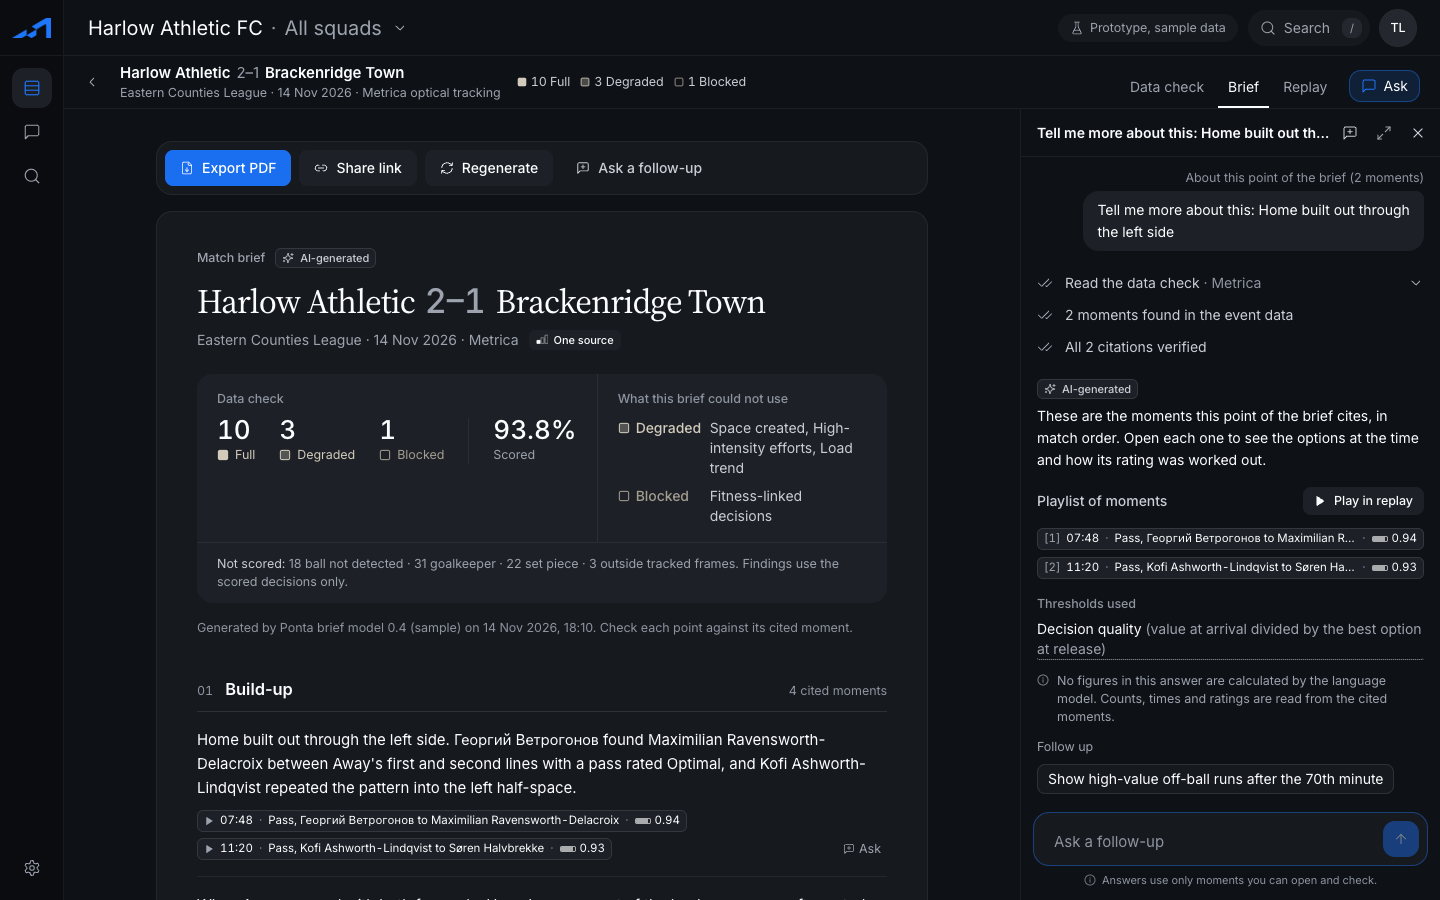 Harlow Athletic FC · All squads
Prototype, sample data
Search /
TL
Harlow Athletic 2–1 Brackenridge Town
Eastern Counties League · 14 Nov 2026 · Metrica optical tracking
10 Full 3 Degraded 1 Blocked
Data check Brief Replay Ask
Export PDF Share link Regenerate Ask a follow-up
Match brief AI-generated
Harlow Athletic 2–1 Brackenridge Town
Eastern Counties League · 14 Nov 2026 · Metrica One source
Data check
10 3 1 93.8%
Full Degraded Blocked Scored
What this brief could not use
Degraded Space created, High-
intensity efforts, Load
trend
Blocked Fitness-linked
decisions
Not scored: 18 ball not detected · 31 goalkeeper · 22 set piece · 3 outside tracked frames. Findings use the
scored decisions only.
Generated by Ponta brief model 0.4 (sample) on 14 Nov 2026, 18:10. Check each point against its cited moment.
01 Build-up 4 cited moments
Home built out through the left side. Георгий Ветрогонов found Maximilian Ravensworth-
Delacroix between Away's first and second lines with a pass rated Optimal, and Kofi Ashworth-
Lindqvist repeated the pattern into the left half-space.
07:48 · Pass, Георгий Ветрогонов to Maximilian Ravensworth-Delacroix · 0.94
11:20 · Pass, Kofi Ashworth-Lindqvist to Søren Halvbrekke · 0.93
Ask
Tell me more about this: Home built out th...
About this point of the brief (2 moments)
Tell me more about this: Home built out through
the left side
Read the data check · Metrica
2 moments found in the event data
All 2 citations verified
AI-generated
These are the moments this point of the brief cites, in
match order. Open each one to see the options at the time
and how its rating was worked out.
Playlist of moments Play in replay
[1] 07:48 · Pass, Георгий Ветрогонов to Maximilian R... · 0.94
[2] 11:20 · Pass, Kofi Ashworth-Lindqvist to Søren Ha... · 0.93
Thresholds used
Decision quality (value at arrival divided by the best option
at release)
No figures in this answer are calculated by the language
model. Counts, times and ratings are read from the cited
moments.
Follow up
Show high-value off-ball runs after the 70th minute
Ask a follow-up
Answers use only moments you can open and check.